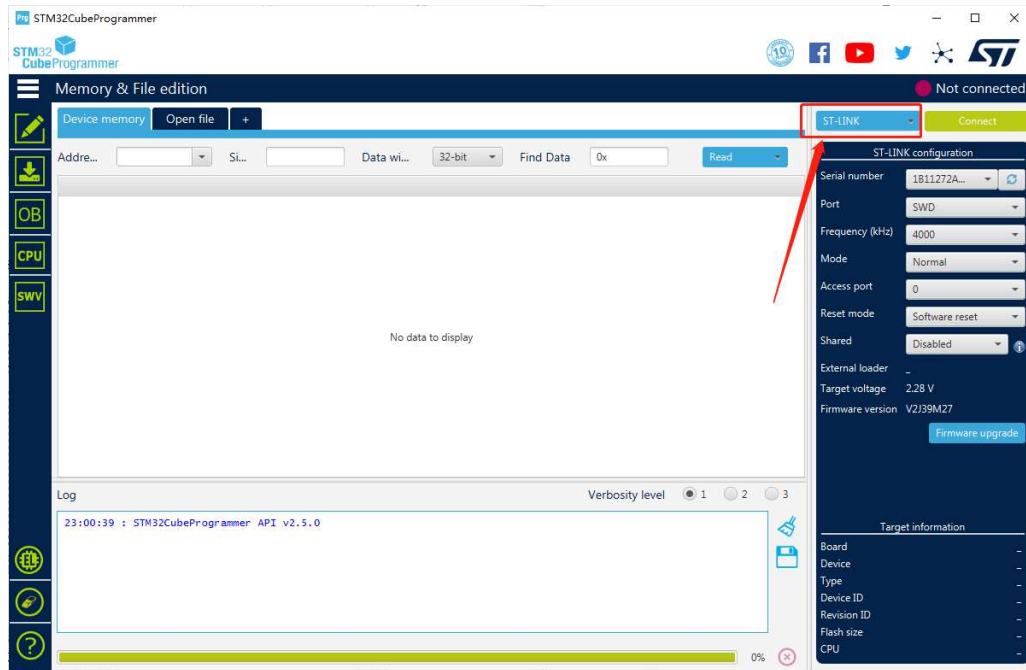 Prg STM32CubeProgrammer
STM32
CubeProgrammer
10
Memory & File edition
Not connected
Device memory Open file +
ST-LINK Connect
Addre... Si... Data wi... 32-bit Find Data 0x Read
ST-LINK configuration
Serial number 1B11272A...
Port SWD
Frequency (kHz) 4000
Mode Normal
Access port 0
Reset mode Software reset
Shared Disabled
External loader _
Target voltage 2.28 V
Firmware version V2J39M27
Firmware upgrade
OB
CPU
SWV
No data to display
Log Verbosity level 1 2 3
23:00:39 : STM32CubeProgrammer API v2.5.0
Target information
Board _
Device _
Type _
Device ID _
Revision ID _
Flash size _
CPU _
0%